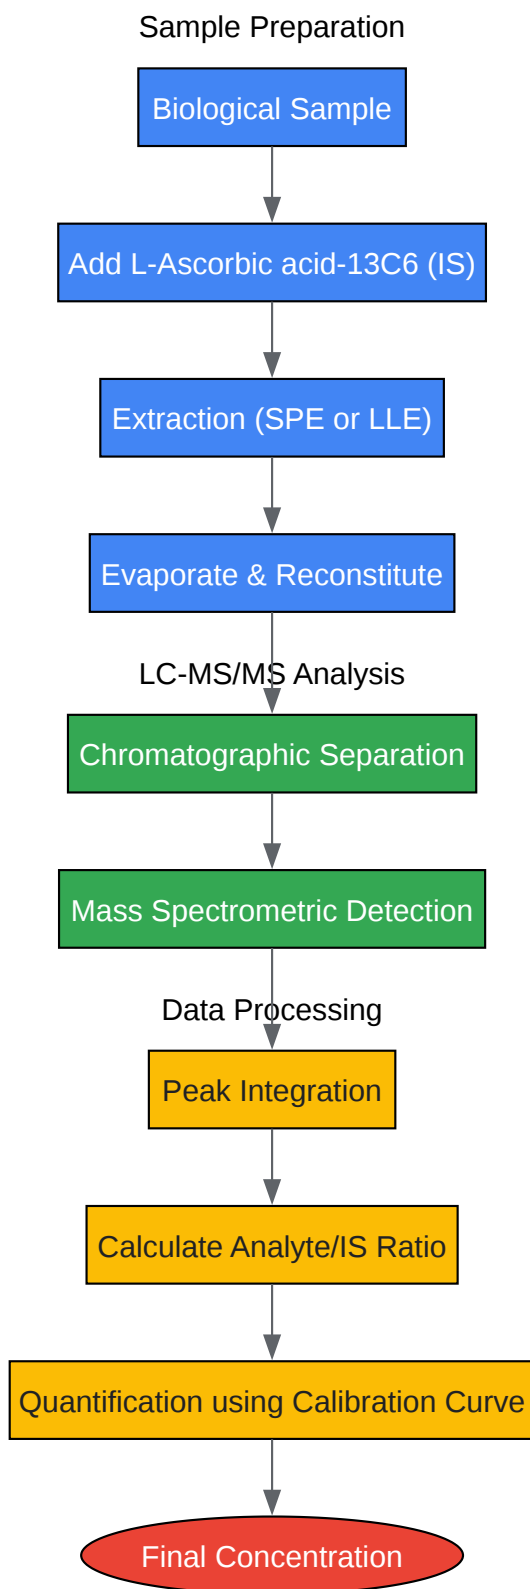 Sample Preparation
Biological Sample
Add L-Ascorbic acid-13C6 (IS)
Extraction (SPE or LLE)
Evaporate & Reconstitute
LC-MS/MS Analysis
Chromatographic Separation
Mass Spectrometric Detection
Data Processing
Peak Integration
Calculate Analyte/IS Ratio
Quantification using Calibration Curve
Final Concentration